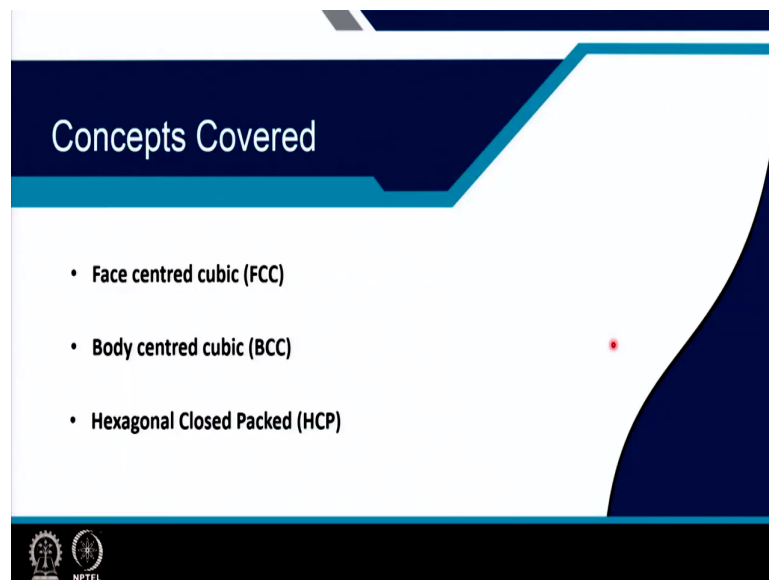 Concepts Covered
• Face centred cubic (FCC)
• Body centred cubic (BCC)
• Hexagonal Closed Packed (HCP)
NPTEL